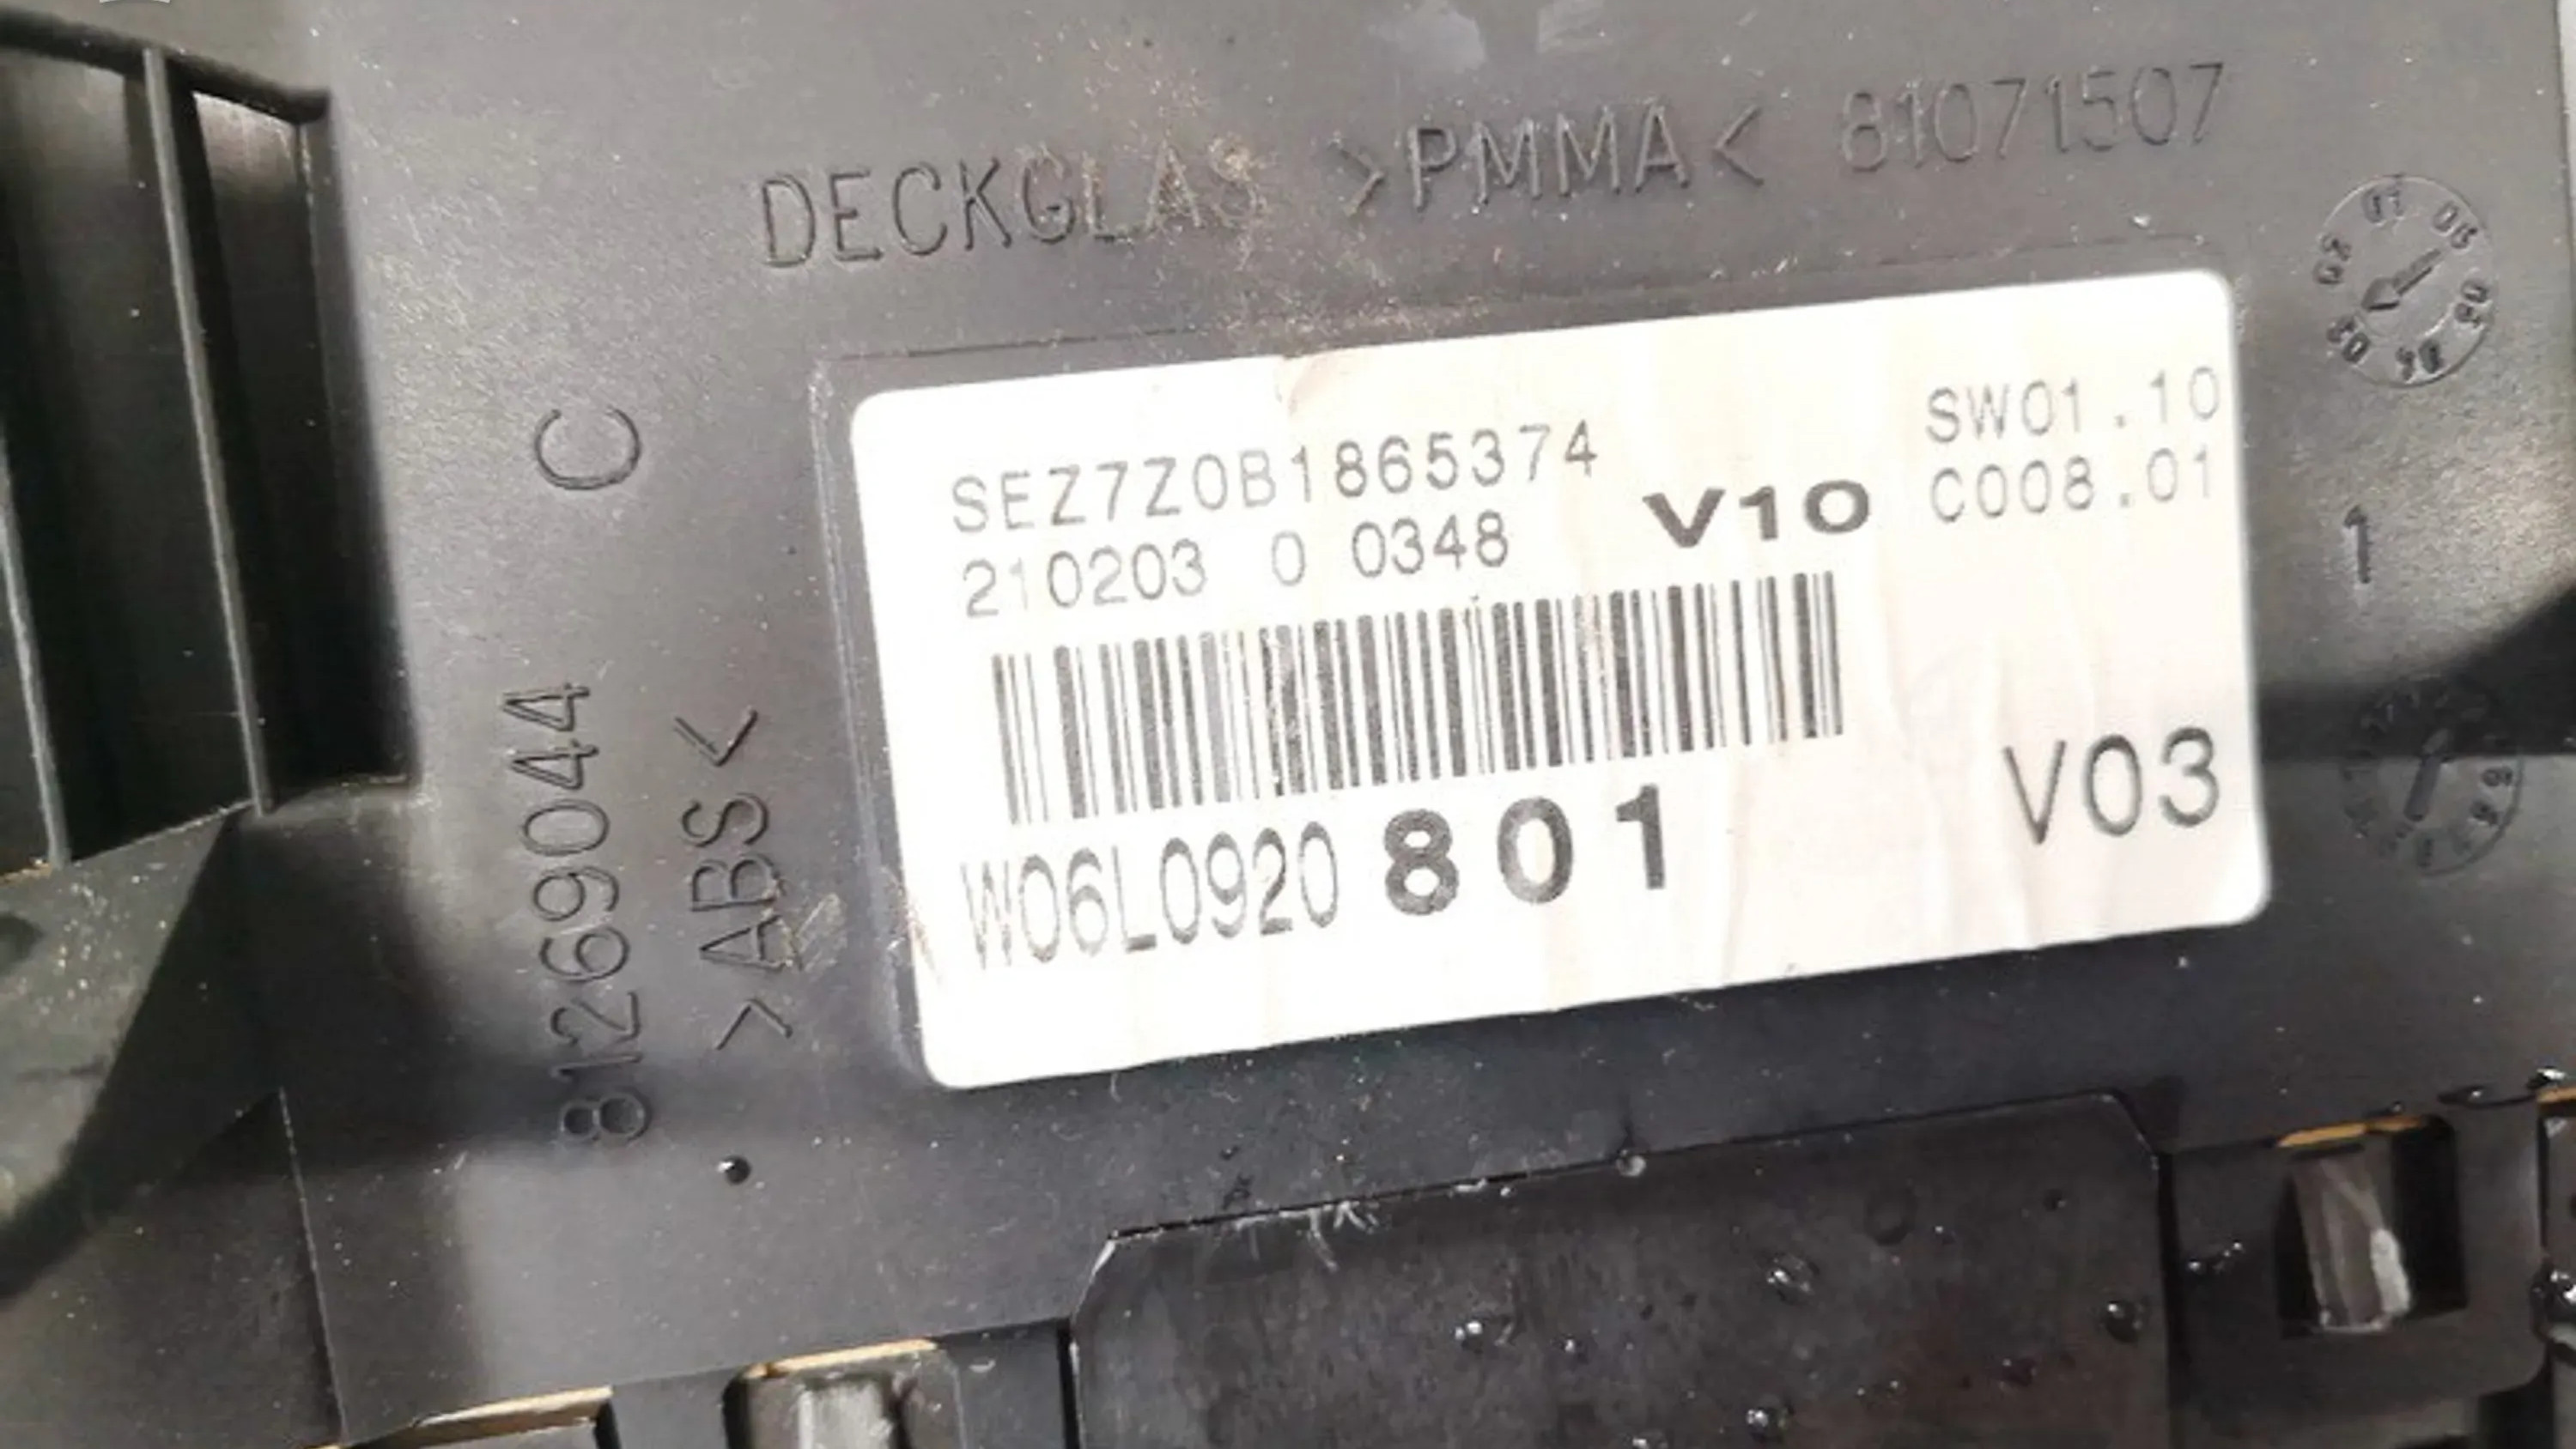 DECKGLAS >PMMA< 81071507
C
SEZ7Z0B1865374
SW01.10
210203 0 0348
V10
C008.01
1
81269044
>ABS<
W06L0920 801
V03